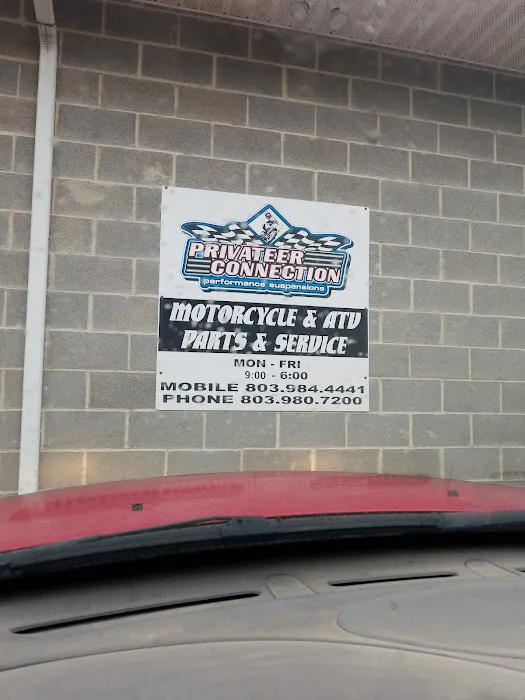 PRIVATEER
CONNECTION
performance suspensions
MOTORCYCLE & ATV
PARTS & SERVICE
MON - FRI
9:00 - 6:00
MOBILE 803.984.4441
PHONE 803.980.7200